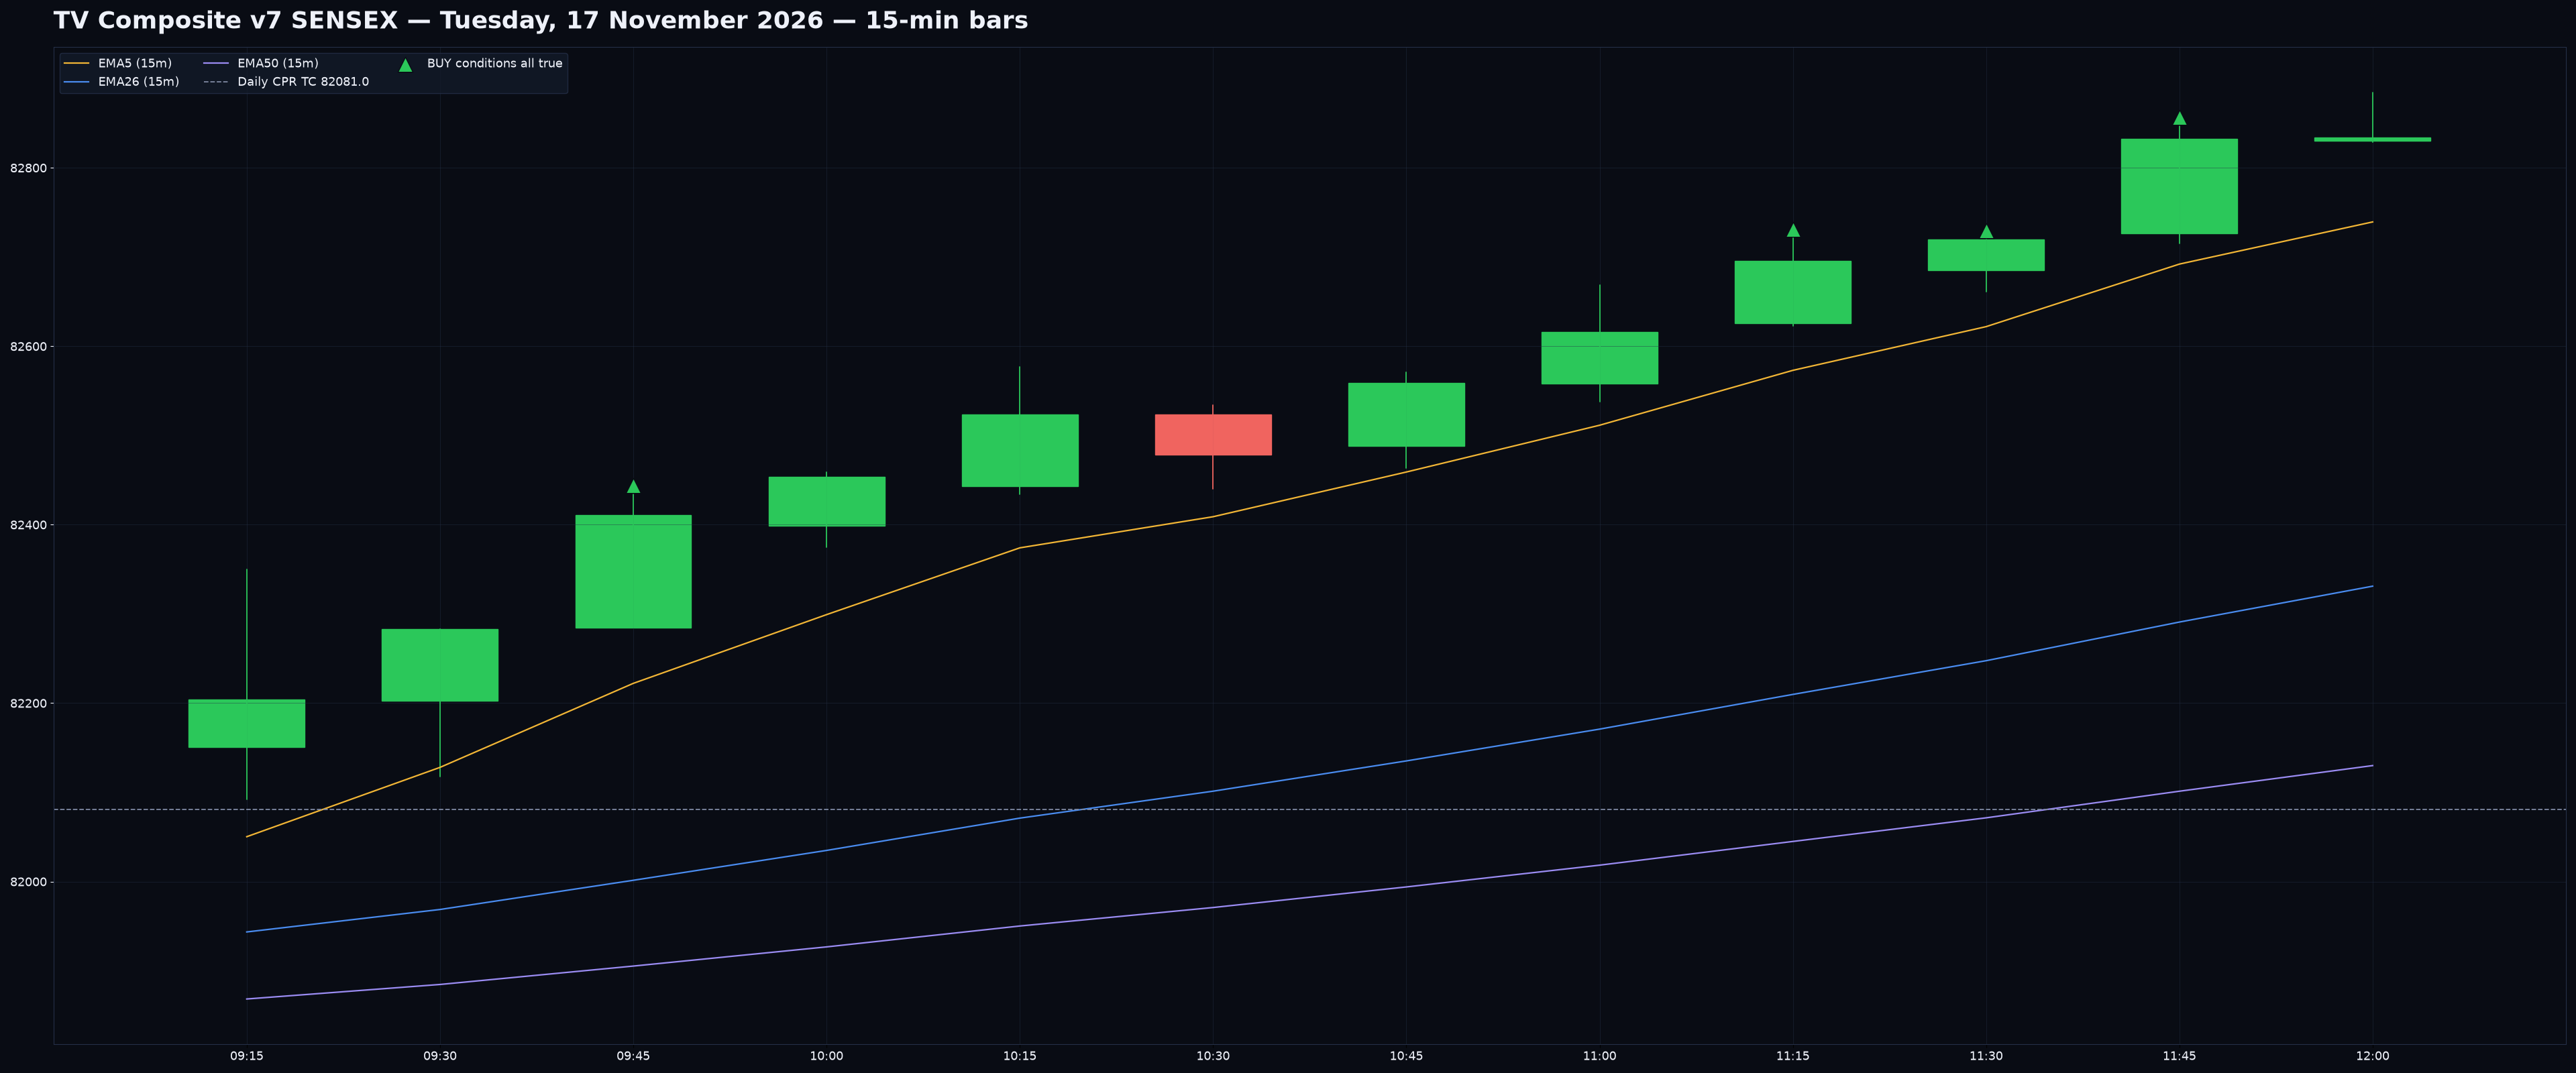 TV Composite v7 SENSEX — Tuesday, 17 November 2026 — 15-min bars
EMA5 (15m) EMA50 (15m) BUY conditions all true
EMA26 (15m) Daily CPR TC 82081.0
82800
82600
82400
82200
82000
09:15 09:30 09:45 10:00 10:15 10:30 10:45 11:00 11:15 11:30 11:45 12:00